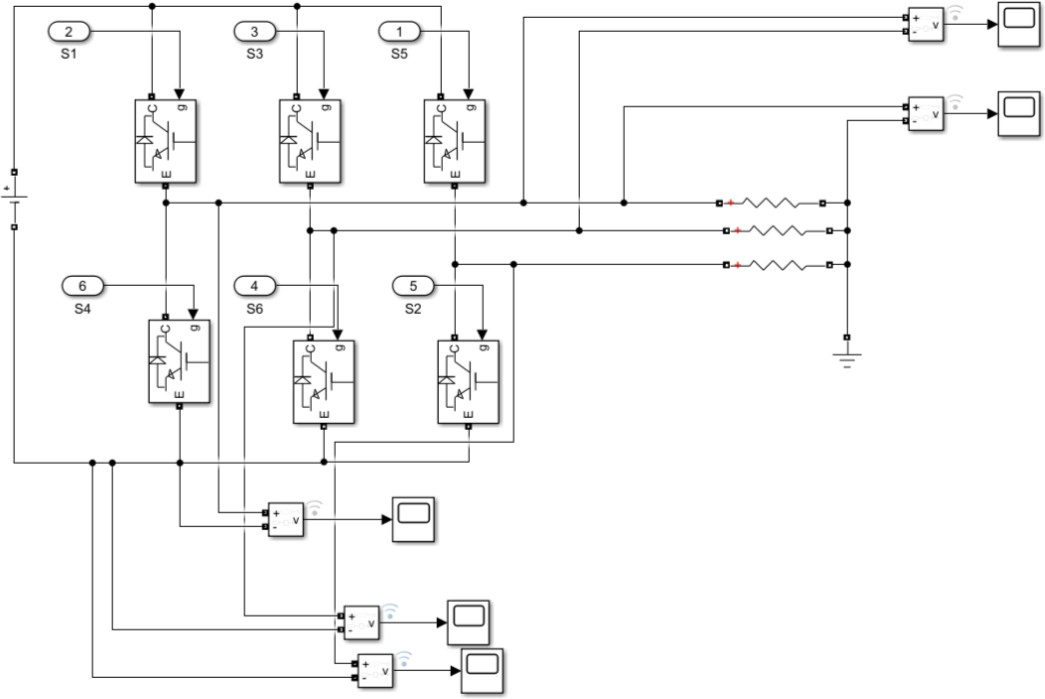 2 3 1
S1 S3 S5
C g C g C g
E E E
+
+ v
-
+ v
-
+
+
+
6 4 5
S4 S6 S2
C g C g C g
E E E
+ v
-
+ v
-
+ v
-